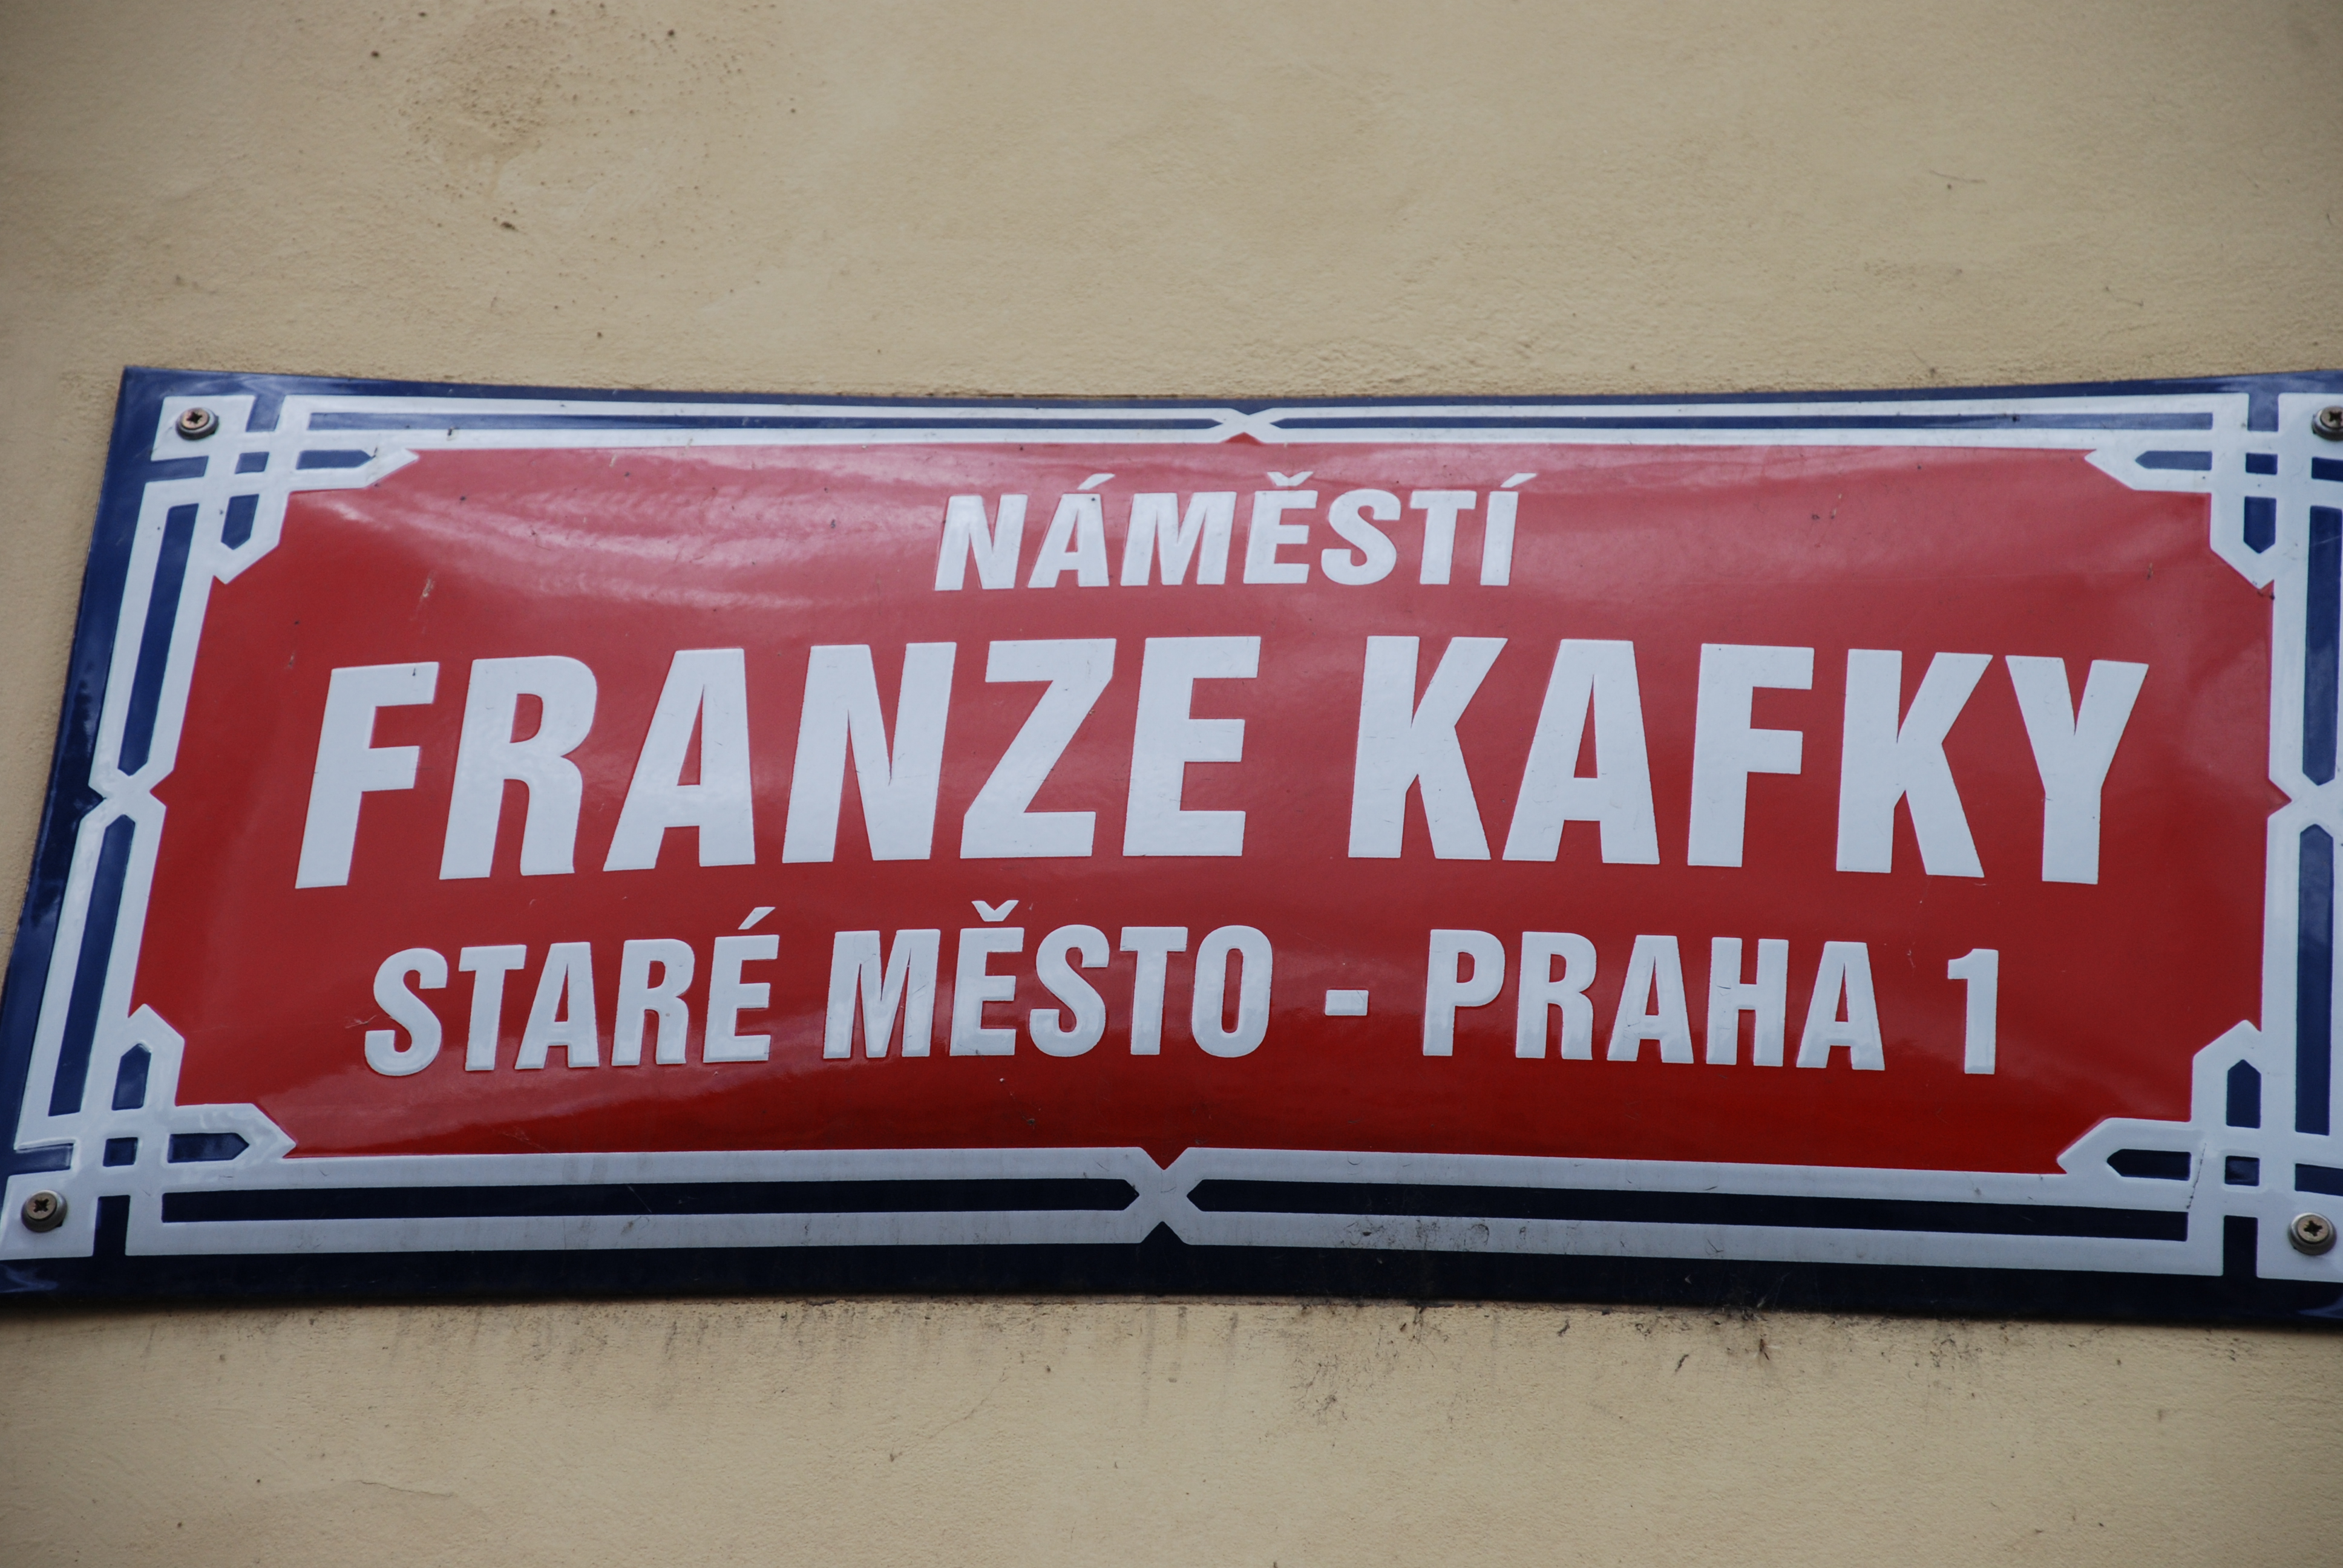 NÁMĚSTÍ
FRANZE KAFKY
STARÉ MĚSTO - PRAHA 1